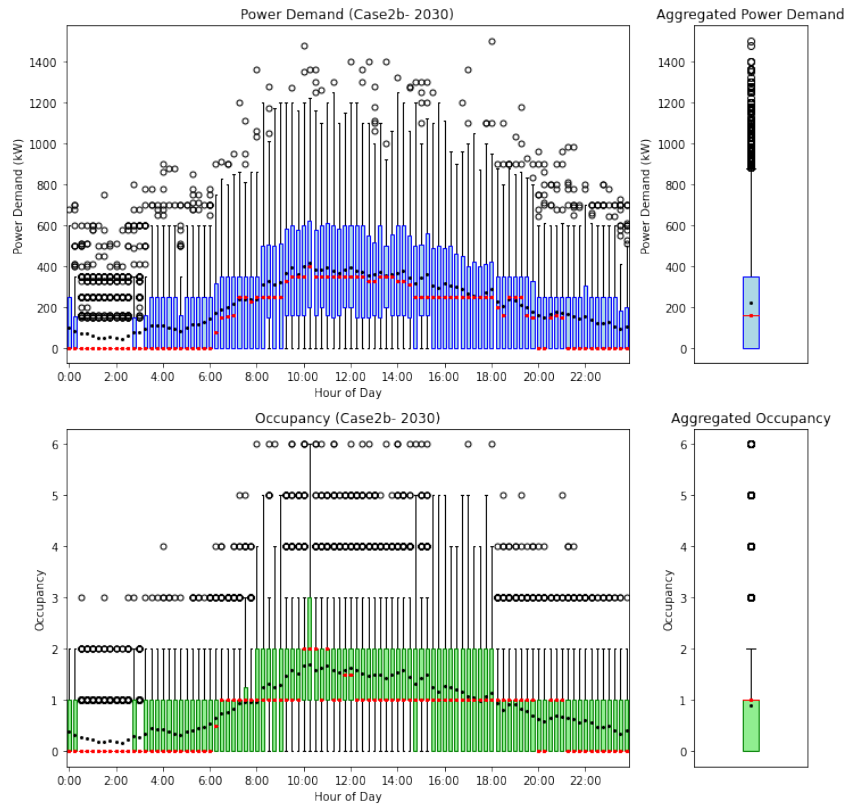 Power Demand (Case2b- 2030)
Aggregated Power Demand
1400
1200
1000
800
600
400
200
0
Power Demand (kW)
0:00 2:00 4:00 6:00 8:00 10:00 12:00 14:00 16:00 18:00 20:00 22:00
Hour of Day
1400
1200
1000
800
600
400
200
0
Power Demand (kW)
Occupancy (Case2b- 2030)
Aggregated Occupancy
6
5
4
3
2
1
0
Occupancy
0:00 2:00 4:00 6:00 8:00 10:00 12:00 14:00 16:00 18:00 20:00 22:00
Hour of Day
6
5
4
3
2
1
0
Occupancy